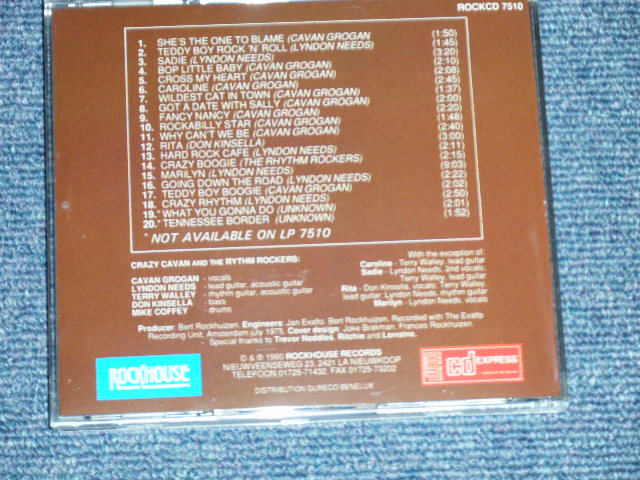 ROCKCD 7510
1. SHE'S THE ONE TO BLAME (CAVAN GROGAN (1:50)
2. TEDDY BOY ROCK 'N' ROLL (LYNDON NEEDS) (1:45)
3. SADIE (LYNDON NEEDS) (3:20)
4. BOP LITTLE BABY (CAVAN GROGAN) (2:10)
5. CROSS MY HEART (CAVAN GROGAN) (2:08)
6. CAROLINE (CAVAN GROGAN) (2:45)
7. WILDEST CAT IN TOWN (CAVAN GROGAN) (1:37)
8. GOT A DATE WITH SALLY (CAVAN GROGAN) (2:00)
9. FANCY NANCY (CAVAN GROGAN) (2:20)
10. ROCKABILLY STAR (CAVAN GROGAN) (1:48)
11. WHY CAN'T WE BE (CAVAN GROGAN) (2:40)
12. RITA (DON KINSELLA) (3:00)
13. HARD ROCK CAFE (LYNDON NEEDS) (2:11)
14. CRAZY BOOGIE (THE RHYTHM ROCKERS) (2:15)
15. MARILYN (LYNDON NEEDS) (9:03)
16. GOING DOWN THE ROAD (LYNDON NEEDS) (2:22)
17. TEDDY BOY BOOGIE (CAVAN GROGAN) (2:02)
18. CRAZY RHYTHM (LYNDON NEEDS) (2:50)
19.* WHAT YOU GONNA DO (UNKNOWN) (2:01)
20.* TENNESSEE BORDER (UNKNOWN) (1:52)
* NOT AVAILABLE ON LP 7510
CRAZY CAVAN AND THE RYTHM ROCKERS:
CAVAN GROGAN - vocals
LYNDON NEEDS - lead guitar, acoustic guitar
TERRY WALLEY - rhythm guitar, acoustic guitar
DON KINSELLA - bass
MIKE COFFEY - drums
With the exception of:
Caroline - Terry Walley, lead guitar
Sadie - Lyndon Needs, 2nd vocals
Terry Walley, lead guitar
Rita - Don Kinsella, vocals, Terry Walley,
lead guitar, Lyndon Needs, rhythm guitar
Marilyn - Lyndon Needs, vocals
Producer: Bert Rockhuizen. Engineers: Jan Exalto, Bert Rockhuizen. Recorded with The Exalto
Recording Unit, Amsterdam july 1975. Cover design: Joke Brakman, Frances Rockhuizen.
Special thanks to Trevor Naddies, Ritchie and Lorraine.
ROCKHOUSE
© & ℗ 1990 ROCKHOUSE RECORDS
NIEUWVEENSEWEG 23, 2421 LA NIEUWKOOP
TELEFOON 01725-71432, FAX 01725-73202
DISTRIBUTION DURECO BENELUX
cd EXPRESS